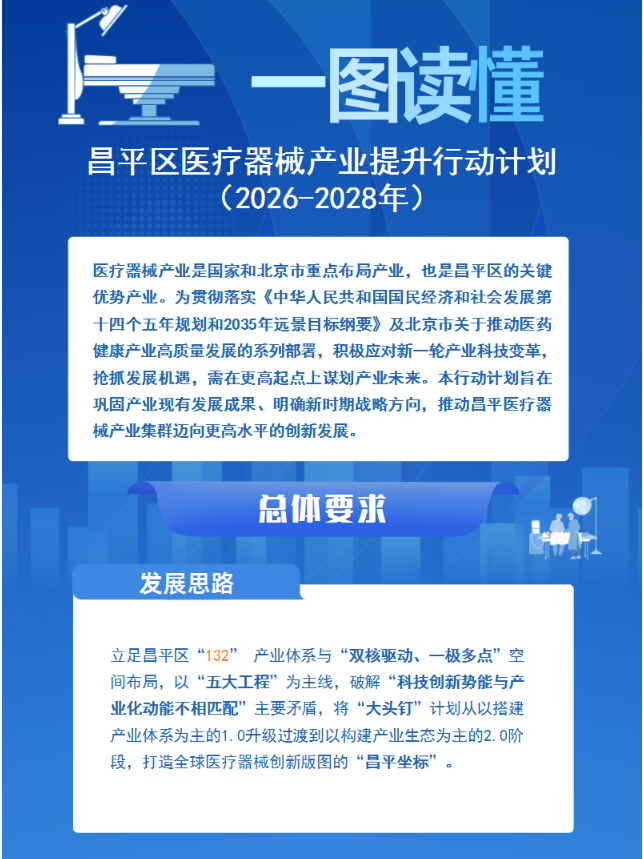 一图读懂
昌平区医疗器械产业提升行动计划
（2026-2028年）
医疗器械产业是国家和北京市重点布局产业，也是昌平区的关键
优势产业。为贯彻落实《中华人民共和国国民经济和社会发展第
十四个五年规划和2035年远景目标纲要》及北京市关于推动医药
健康产业高质量发展的系列部署，积极应对新一轮产业科技变革，
抢抓发展机遇，需在更高起点上谋划产业未来。本行动计划旨在
巩固产业现有发展成果、明确新时期战略方向，推动昌平医疗器
械产业集群迈向更高水平的创新发展。
总体要求
发展思路
立足昌平区“132” 产业体系与“双核驱动、一极多点”空
间布局，以“五大工程”为主线，破解“科技创新势能与产
业化动能不相匹配”主要矛盾，将“大头钉”计划从以搭建
产业体系为主的1.0升级过渡到以构建产业生态为主的2.0阶
段，打造全球医疗器械创新版图的“昌平坐标”。